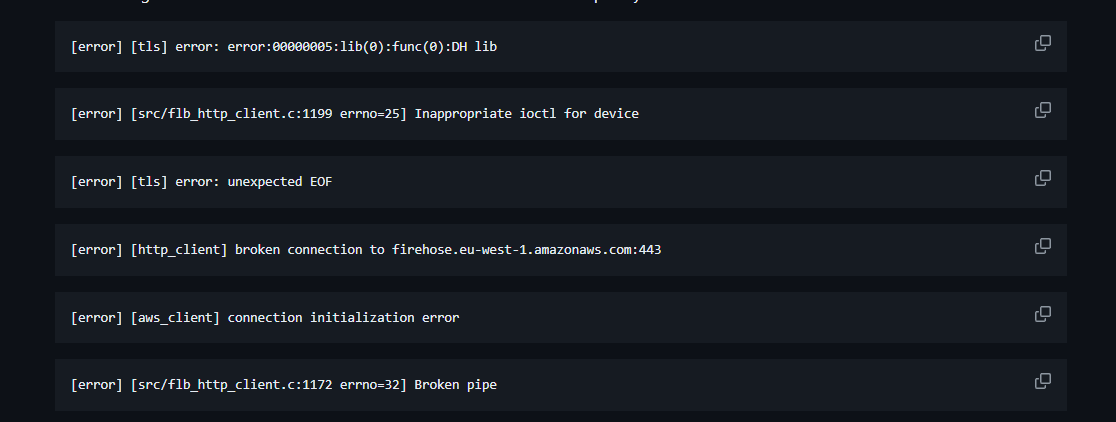 [error] [tls] error: error:00000005:lib(0):func(0):DH lib
[error] [src/flb_http_client.c:1199 errno=25] Inappropriate ioctl for device
[error] [tls] error: unexpected EOF
[error] [http_client] broken connection to firehose.eu-west-1.amazonaws.com:443
[error] [aws_client] connection initialization error
[error] [src/flb_http_client.c:1172 errno=32] Broken pipe